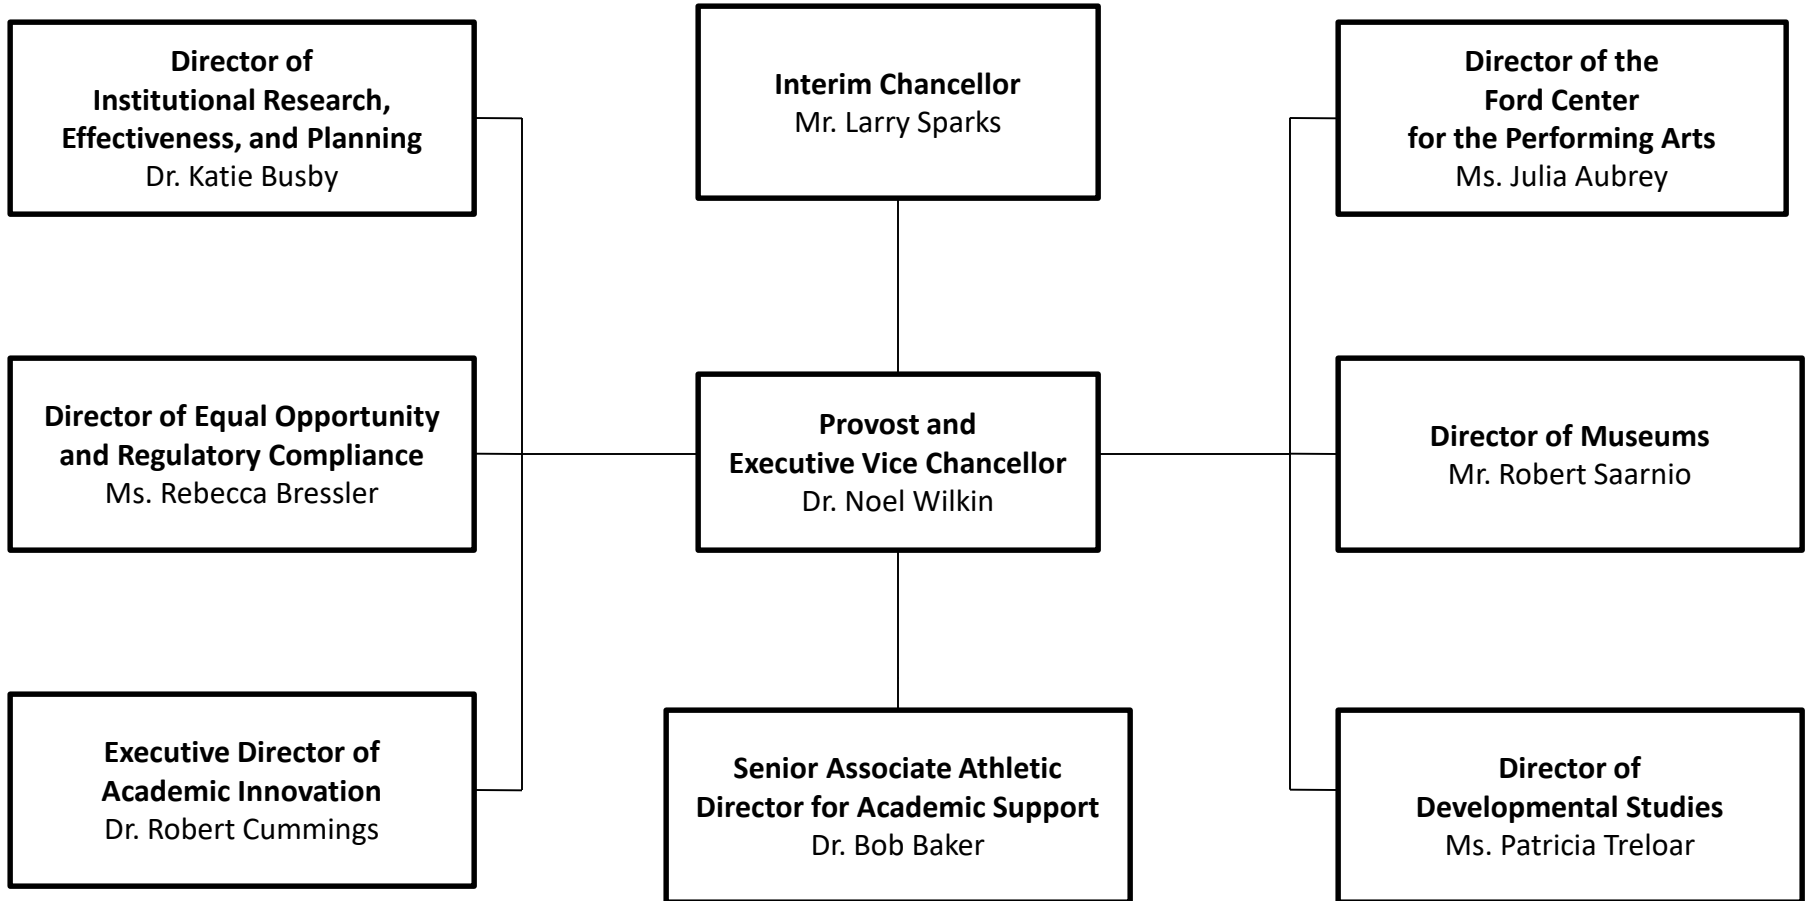 Director of
Institutional Research,
Effectiveness, and Planning
Dr. Katie Busby
Interim Chancellor
Mr. Larry Sparks
Director of the
Ford Center
for the Performing Arts
Ms. Julia Aubrey
Director of Equal Opportunity
and Regulatory Compliance
Ms. Rebecca Bressler
Provost and
Executive Vice Chancellor
Dr. Noel Wilkin
Director of Museums
Mr. Robert Saarnio
Executive Director of
Academic Innovation
Dr. Robert Cummings
Senior Associate Athletic
Director for Academic Support
Dr. Bob Baker
Director of
Developmental Studies
Ms. Patricia Treloar